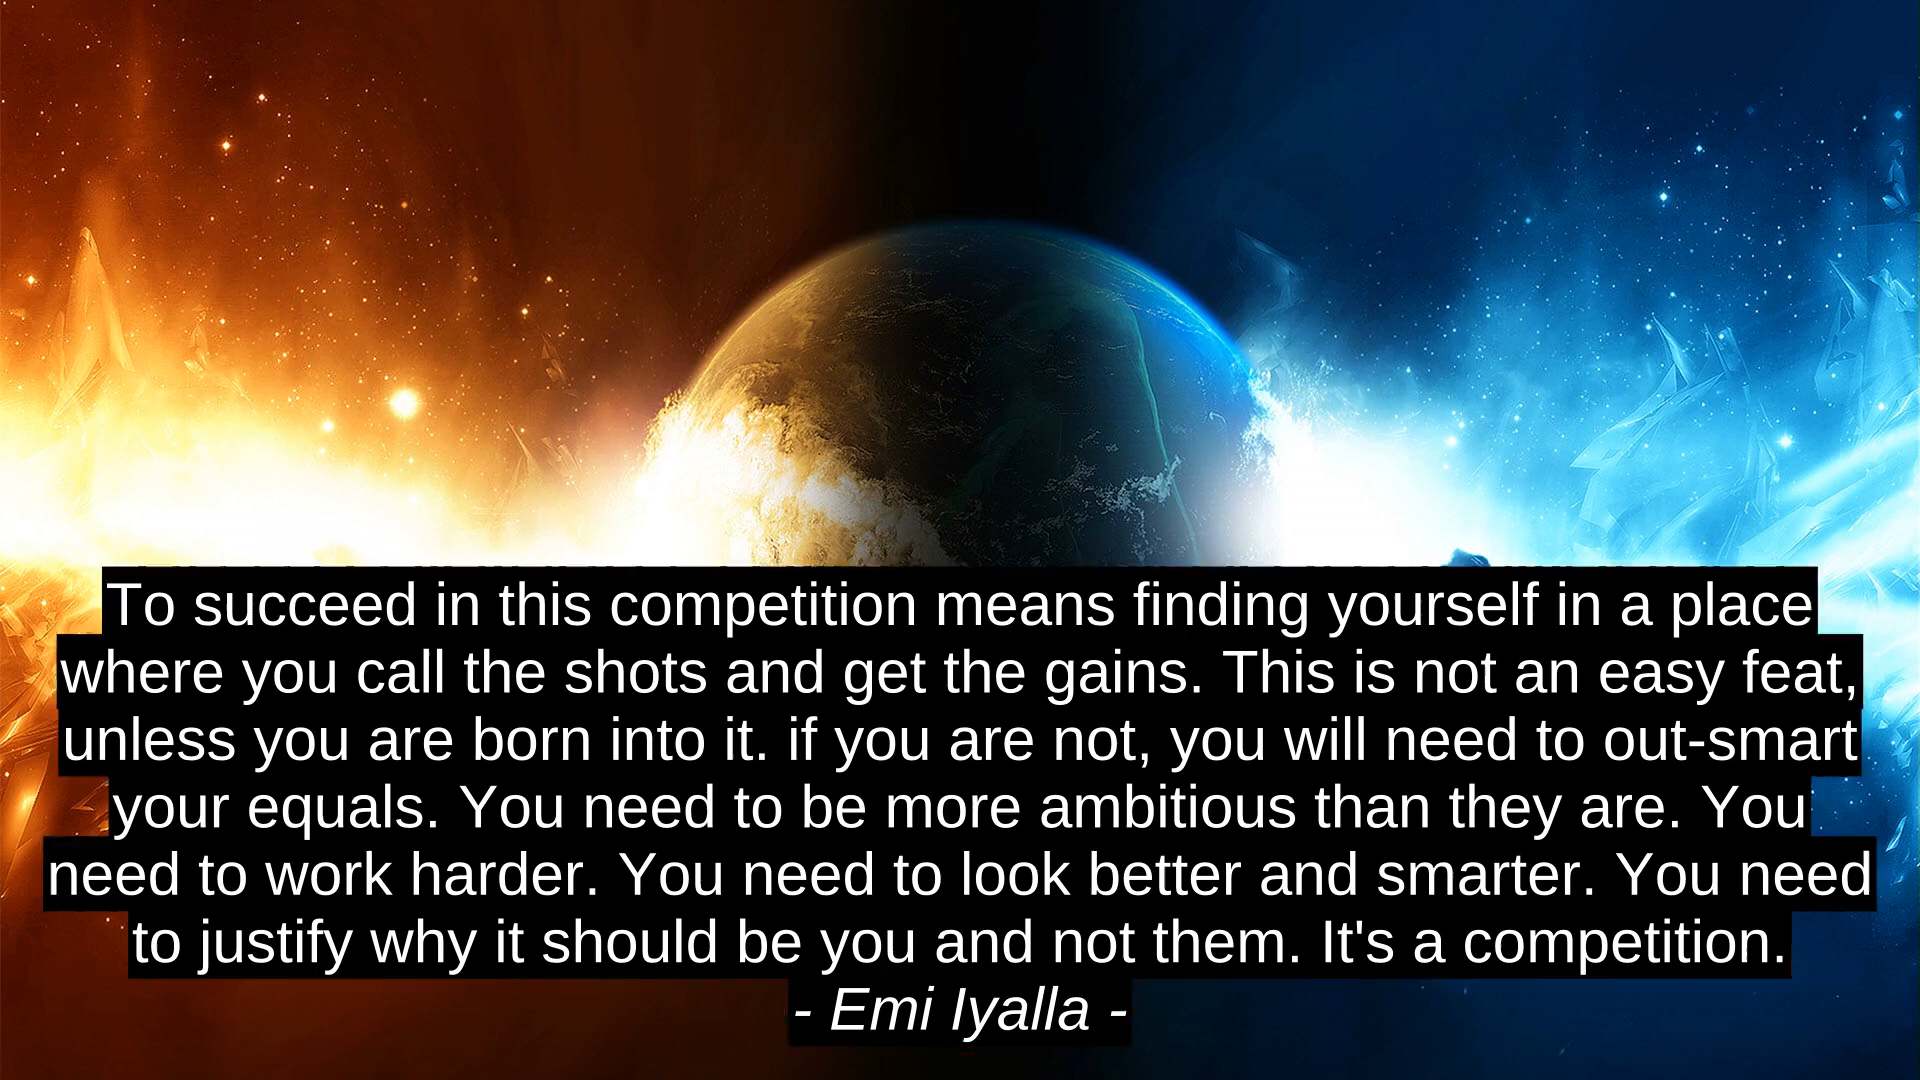 To succeed in this competition means finding yourself in a place
where you call the shots and get the gains. This is not an easy feat,
unless you are born into it. if you are not, you will need to out-smart
your equals. You need to be more ambitious than they are. You
need to work harder. You need to look better and smarter. You need
to justify why it should be you and not them. It's a competition.
- Emi Iyalla -